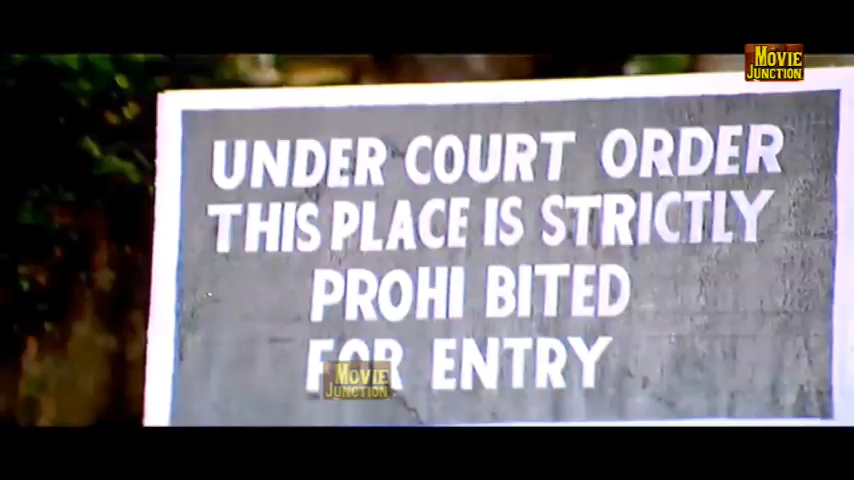 MOVIE
JUNCTION
UNDER COURT ORDER
THIS PLACE IS STRICTLY
PROHI BITED
FOR ENTRY
MOVIE
JUNCTION